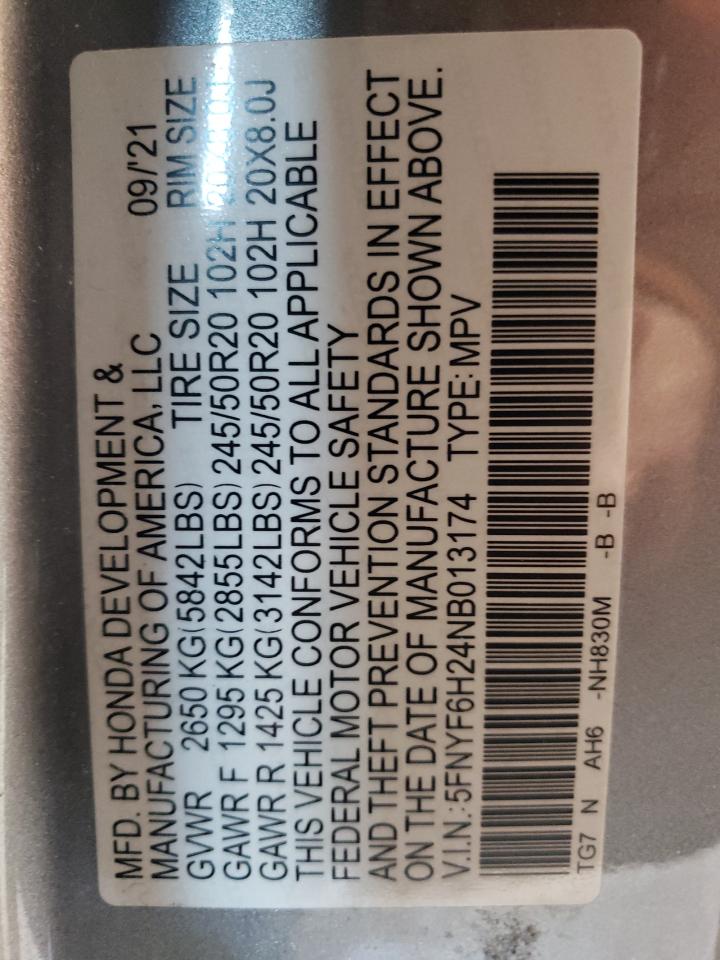 MFD. BY HONDA DEVELOPMENT &
MANUFACTURING OF AMERICA, LLC 09/'21
GVWR 2650 KG(5842LBS) TIRE SIZE RIM SIZE
GAWR F 1295 KG(2855LBS) 245/50R20 102H
GAWR R 1425 KG(3142LBS) 245/50R20 102H 20X8.0J
THIS VEHICLE CONFORMS TO ALL APPLICABLE
FEDERAL MOTOR VEHICLE SAFETY
AND THEFT PREVENTION STANDARDS IN EFFECT
ON THE DATE OF MANUFACTURE SHOWN ABOVE.
V.I.N.:5FNYF6H24NB013174 TYPE: MPV
TG7 N AH6 -NH830M -B -B